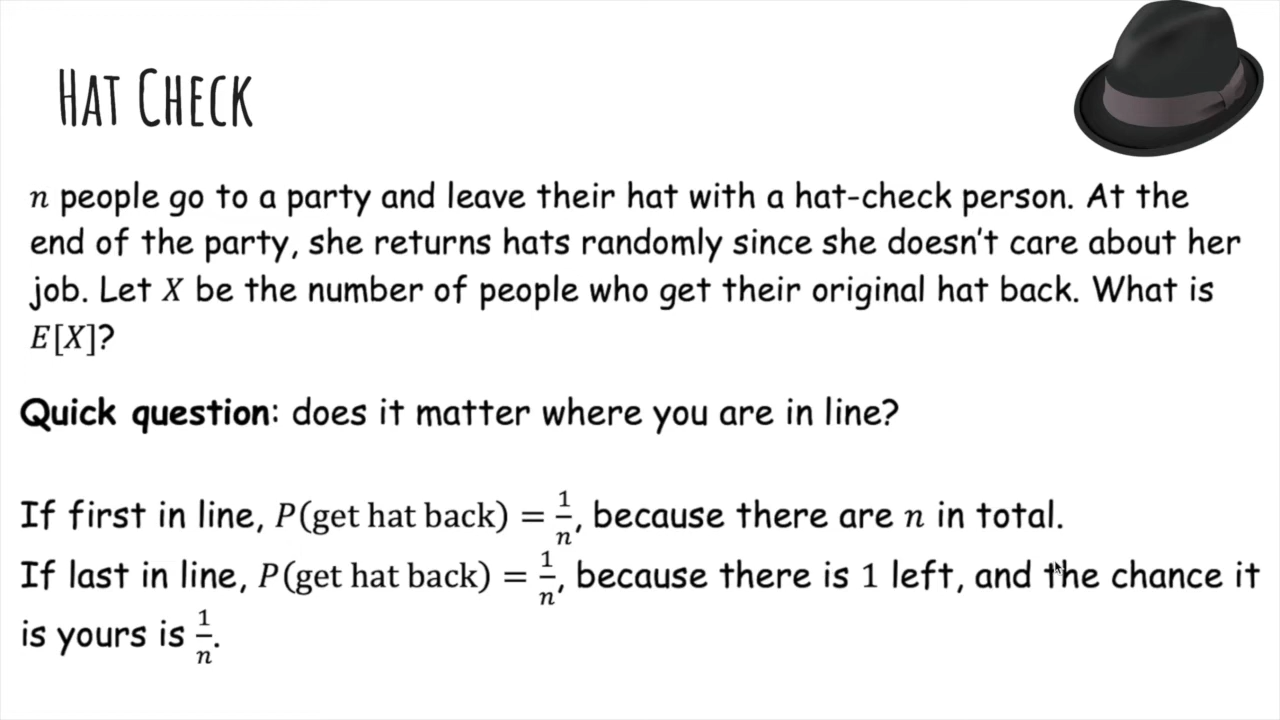 HAT CHECK
n people go to a party and leave their hat with a hat-check person. At the
end of the party, she returns hats randomly since she doesn't care about her
job. Let X be the number of people who get their original hat back. What is
E[X]?
Quick question: does it matter where you are in line?
If first in line, P(get hat back) = 1/n, because there are n in total.
If last in line, P(get hat back) = 1/n, because there is 1 left, and the chance it
is yours is 1/n.